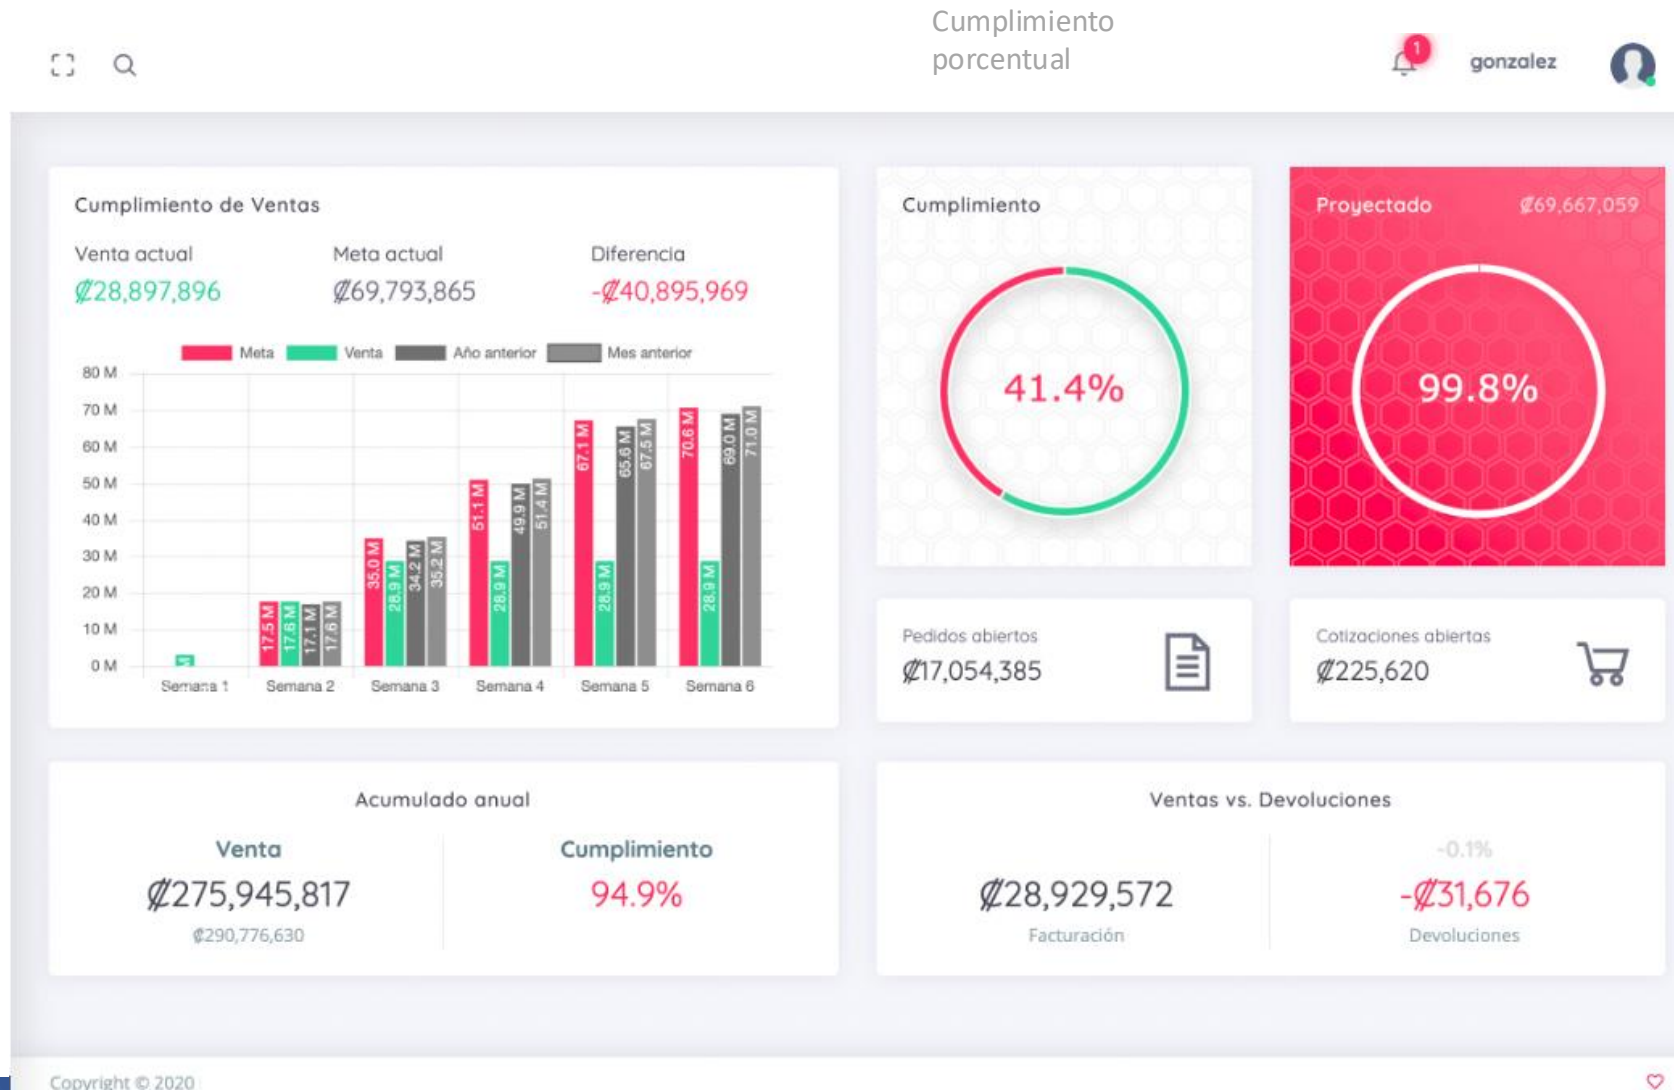 Cumplimiento
porcentual
1
gonzalez
Cumplimiento de Ventas
Venta actual Meta actual Diferencia
₡28,897,896 ₡69,793,865 -₡40,895,969
Meta Venta Año anterior Mes anterior
80 M
70 M
60 M
50 M
40 M
30 M
20 M
10 M
0 M
M
17.5 M 17.6 M 17.1 M 17.6 M
35.0 M 28.9 M 34.2 M 35.2 M
51.1 M 28.9 M 49.9 M 51.4 M
67.1 M 28.9 M 65.6 M 67.5 M
70.6 M 28.9 M 69.0 M 71.0 M
Semana 1 Semana 2 Semana 3 Semana 4 Semana 5 Semana 6
Cumplimiento
41.4%
Proyectado ₡69,667,059
99.8%
Pedidos abiertos
₡17,054,385
Cotizaciones abiertas
₡225,620
Acumulado anual
Venta Cumplimiento
₡275,945,817 94.9%
₡290,776,630
Ventas vs. Devoluciones
-0.1%
₡28,929,572 -₡31,676
Facturación Devoluciones
Copyright © 2020